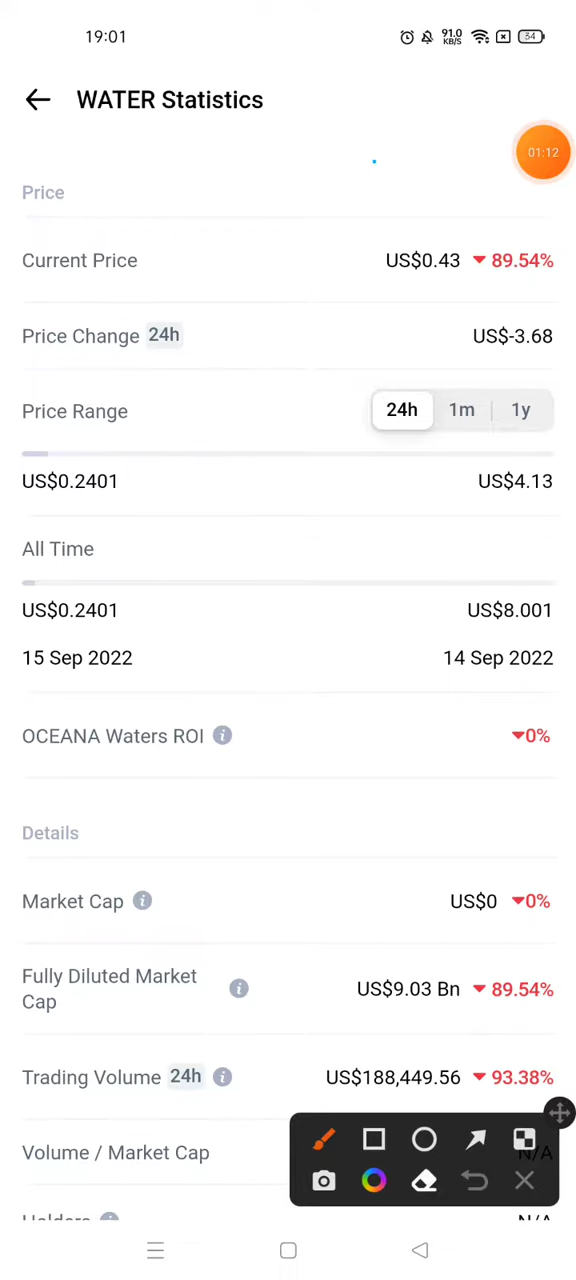 19:01
91.0
KB/S
34
WATER Statistics
01:12
Price
Current Price US$0.43 89.54%
Price Change 24h US$-3.68
Price Range 24h 1m 1y
US$0.2401 US$4.13
All Time
US$0.2401 US$8.001
15 Sep 2022 14 Sep 2022
OCEANA Waters ROI 0%
Details
Market Cap US$0 0%
Fully Diluted Market
Cap US$9.03 Bn 89.54%
Trading Volume 24h US$188,449.56 93.38%
Volume / Market Cap N/A
Holders N/A